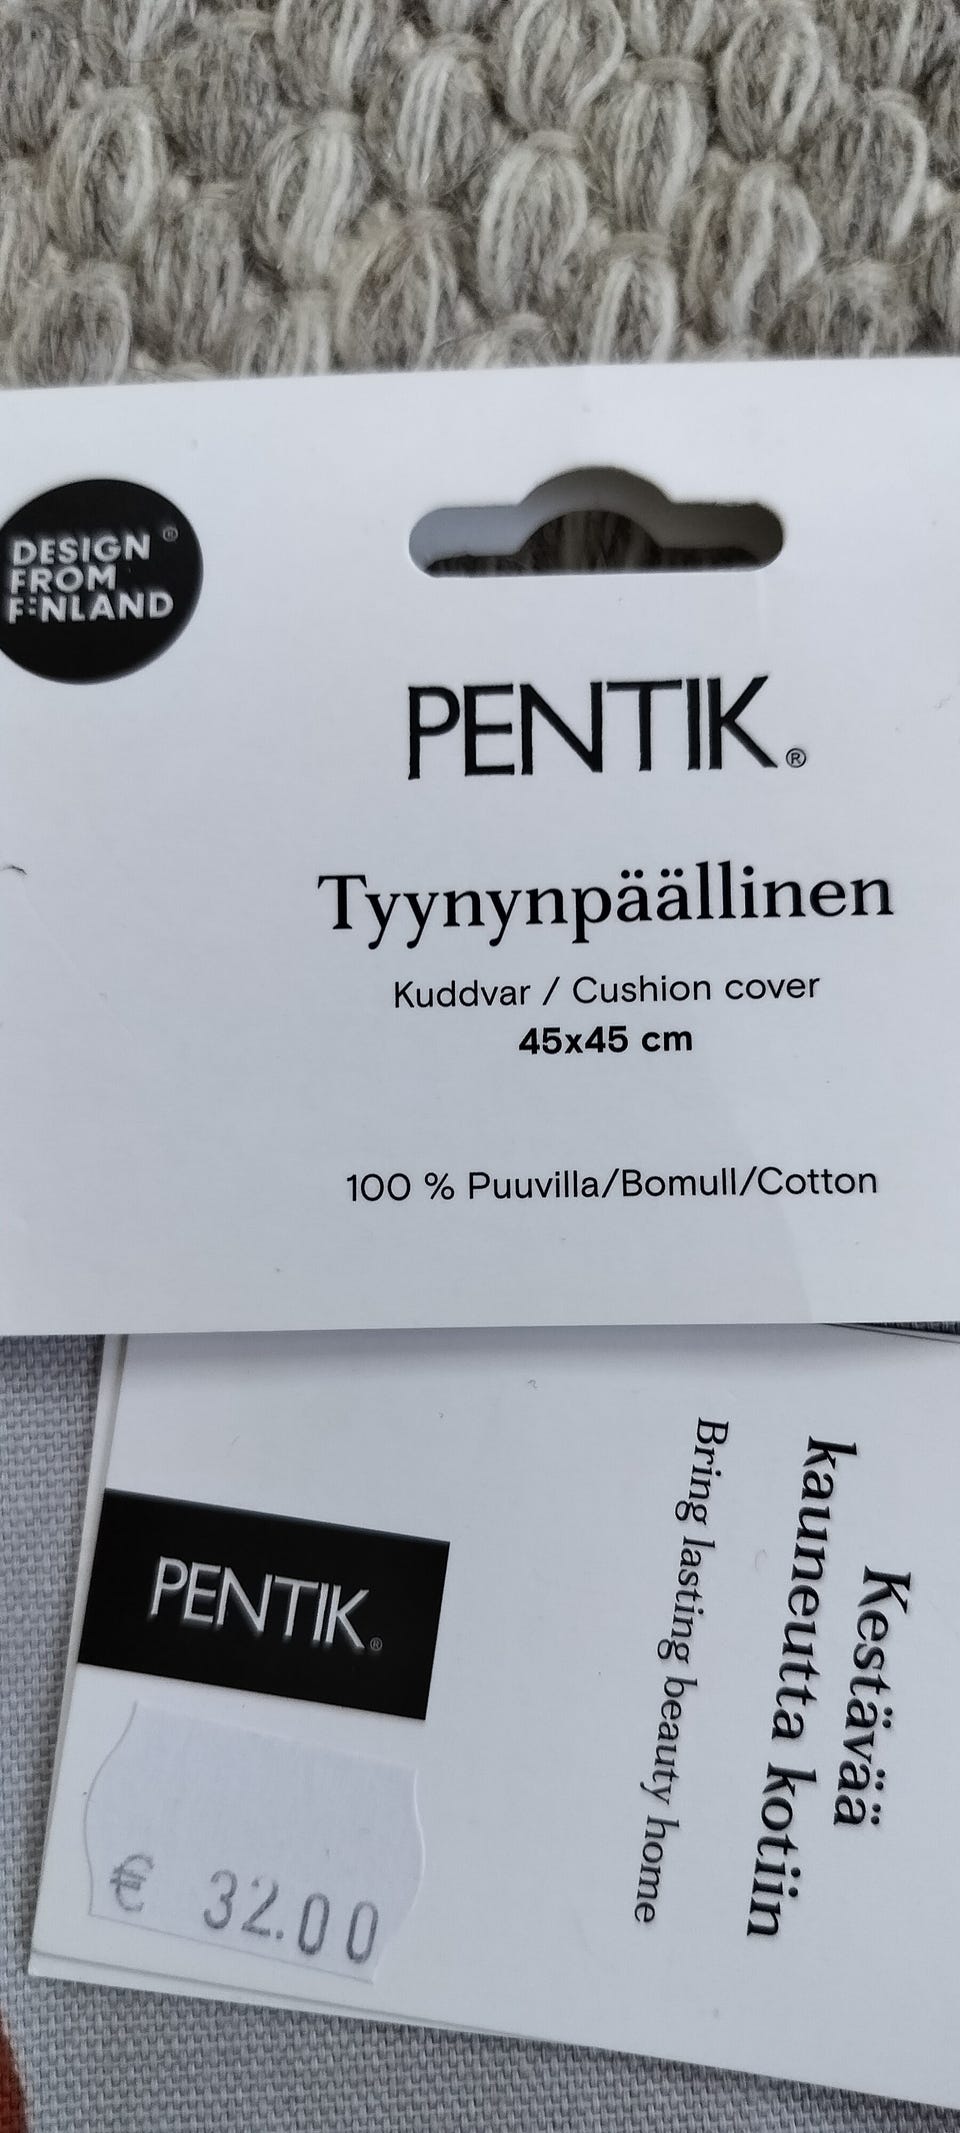 DESIGN ®
FROM
FINLAND
PENTIK®
Tyynynpäällinen
Kuddvar / Cushion cover
45x45 cm
100 % Puuvilla/Bomull/Cotton
Kestävää
kauneutta kotiin
Bring lasting beauty home
PENTIK®
€ 32.00